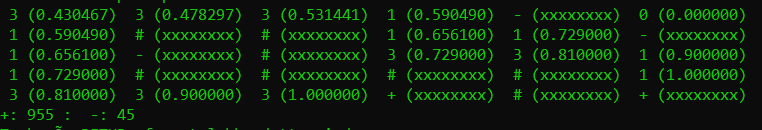 3 (0.430467) 3 (0.478297) 3 (0.531441) 1 (0.590490) - (xxxxxxxx) 0 (0.000000)
1 (0.590490) # (xxxxxxxx) # (xxxxxxxx) 1 (0.656100) 1 (0.729000) - (xxxxxxxx)
1 (0.656100) - (xxxxxxxx) # (xxxxxxxx) 3 (0.729000) 3 (0.810000) 1 (0.900000)
1 (0.729000) # (xxxxxxxx) # (xxxxxxxx) # (xxxxxxxx) # (xxxxxxxx) 1 (1.000000)
3 (0.810000) 3 (0.900000) 3 (1.000000) + (xxxxxxxx) # (xxxxxxxx) + (xxxxxxxx)
+: 955 : -: 45